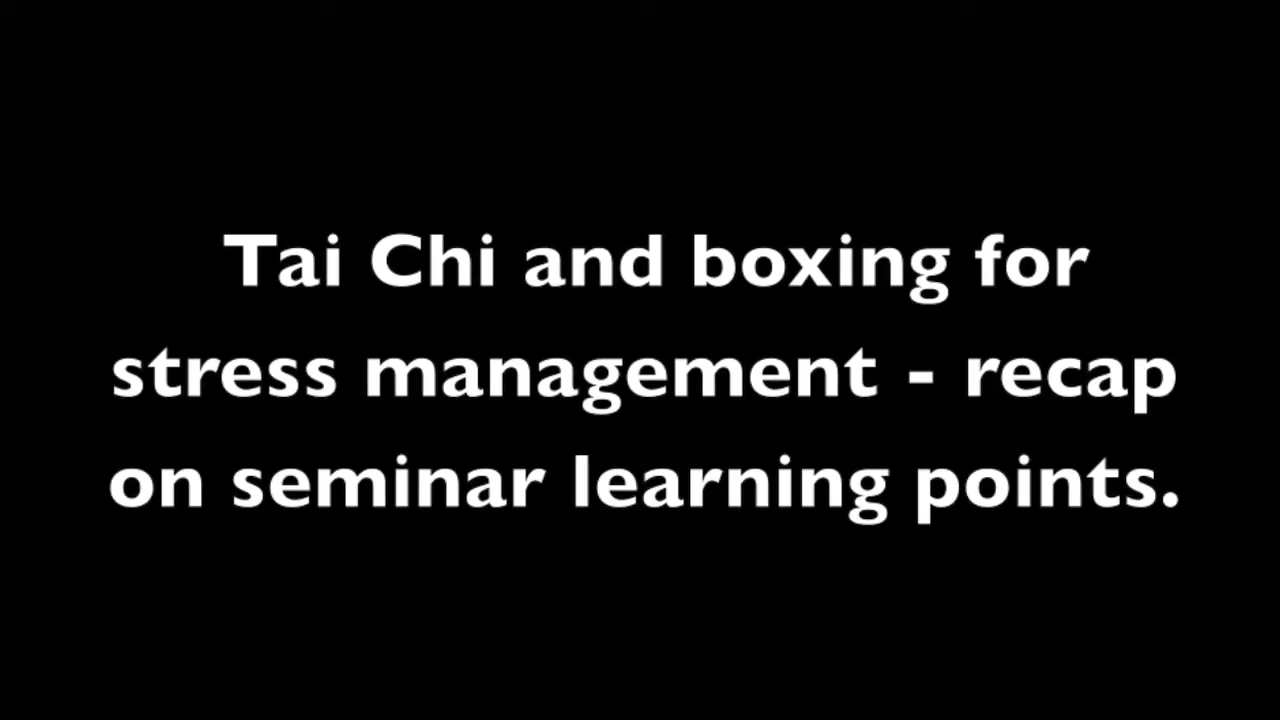 Tai Chi and boxing for
stress management - recap
on seminar learning points.